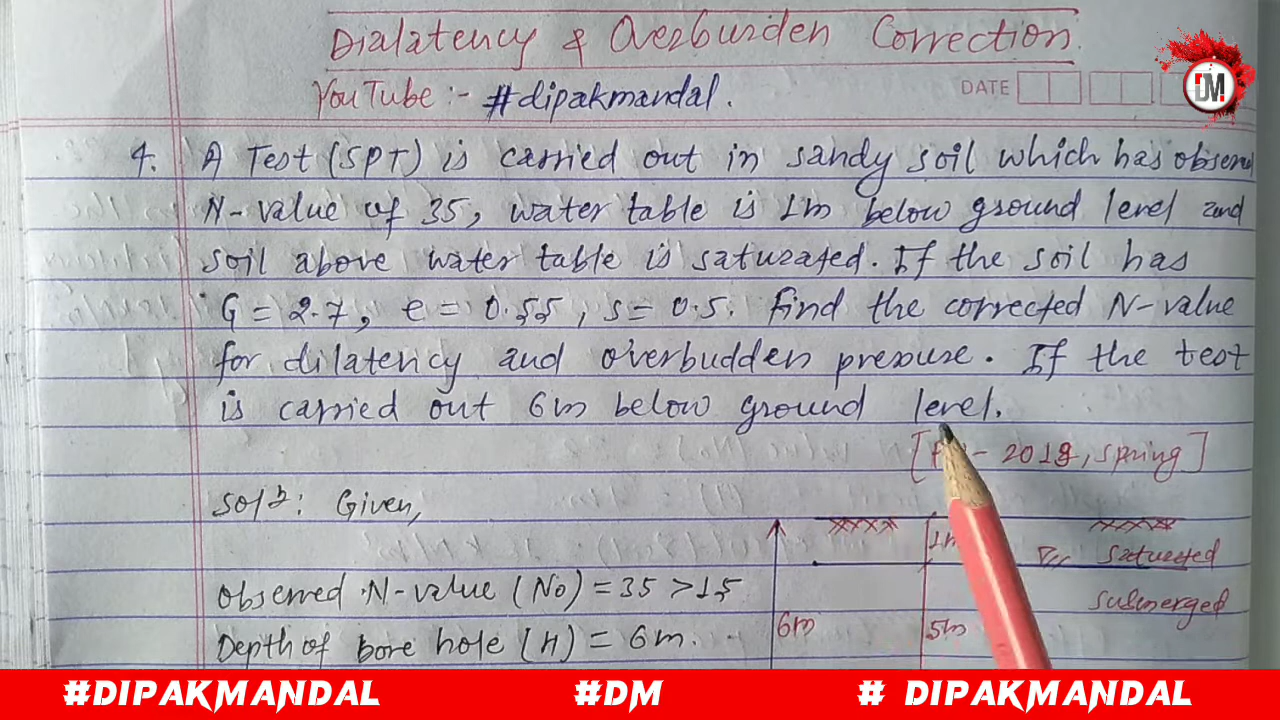 Dialatency & Overburden Correction.
YouTube :- #dipakmandal.
DATE
DM
4. A Test (SPT) is carried out in sandy soil which has observed
N-value of 35, water table is 1m below ground level and
soil above water table is saturated. If the soil has
G = 2.7, e = 0.55, s = 0.5. Find the corrected N-value
for dilatency and overbudden pressure. If the test
is carried out 6m below ground level.
2018, spring]
Given,
1m saturated
Observed N-value (No) = 35 > 15
submerged
Depth of bore hole (H) = 6m.
6m 5m
#DIPAKMANDAL #DM # DIPAKMANDAL